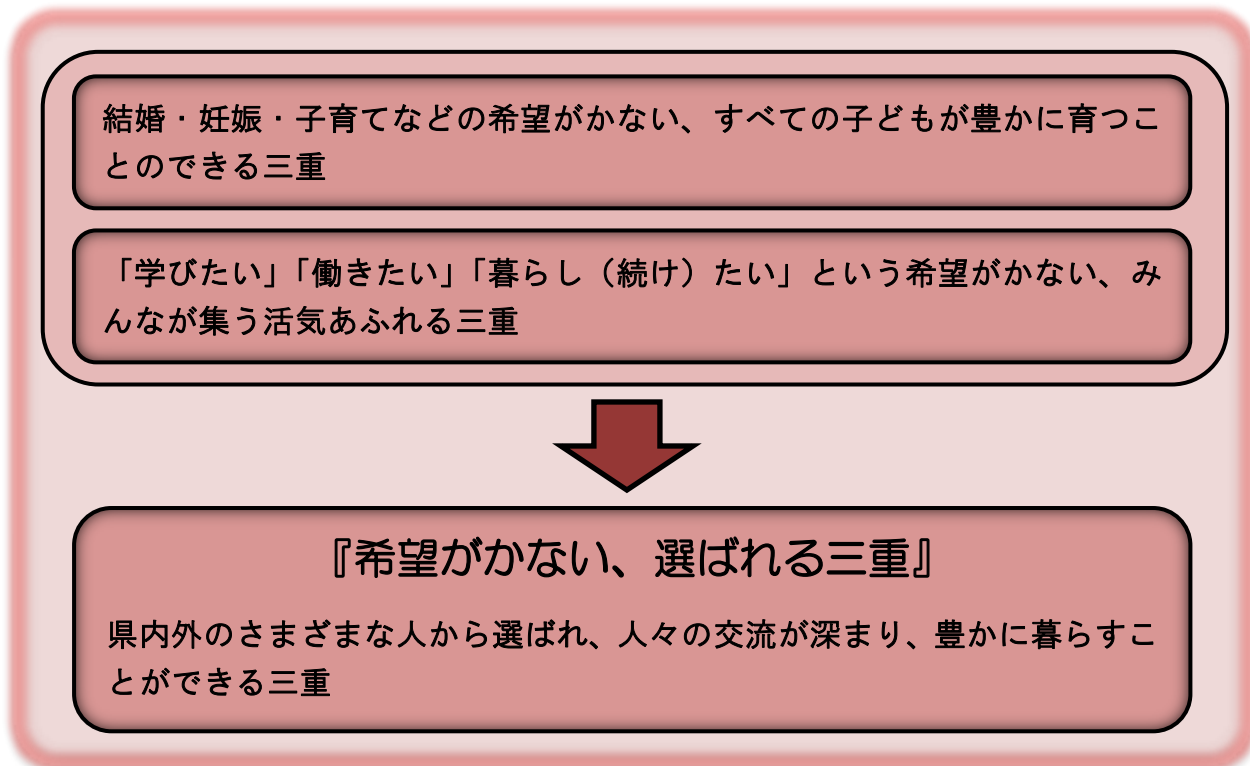 結婚・妊娠・子育てなどの希望がかない、すべての子どもが豊かに育つこ
とのできる三重
「学びたい」「働きたい」「暮らし（続け）たい」という希望がかない、み
んなが集う活気あふれる三重
『希望がかない、選ばれる三重』
県内外のさまざまな人から選ばれ、人々の交流が深まり、豊かに暮らすこ
とができる三重